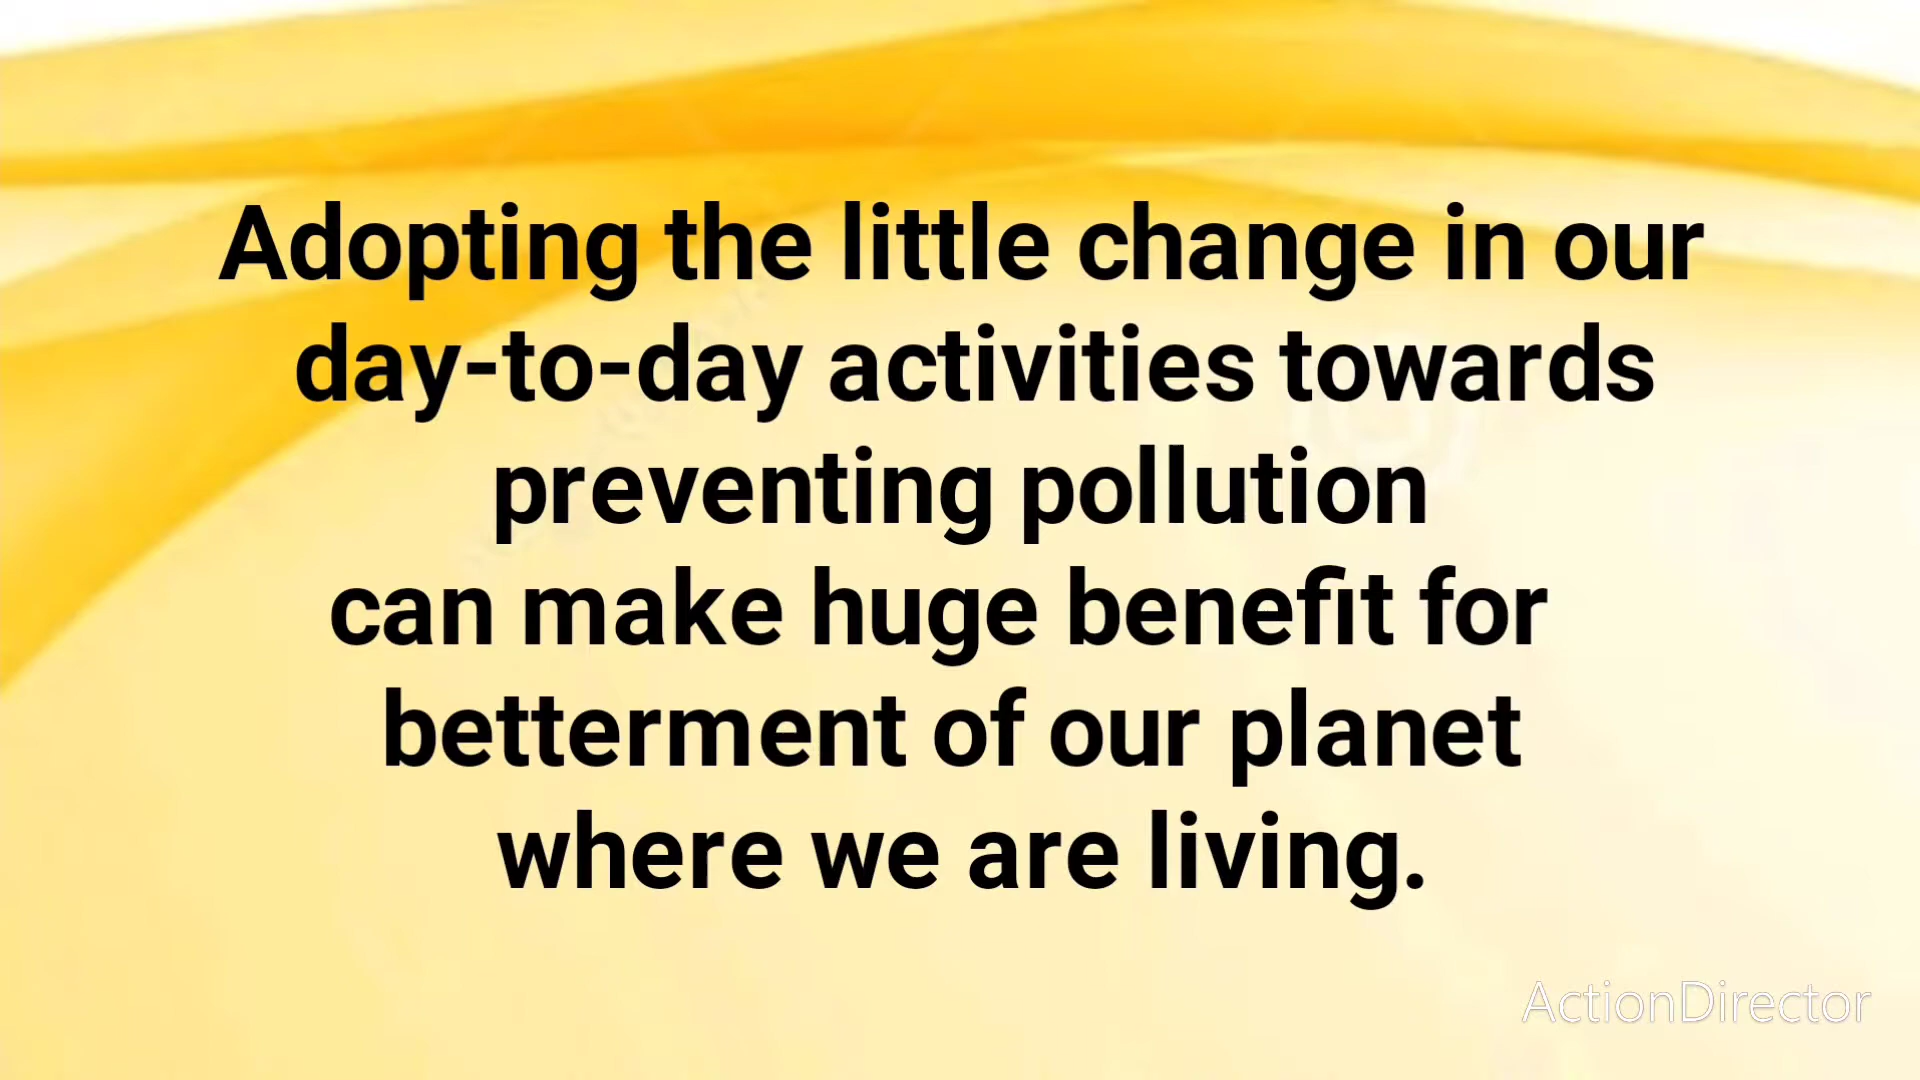 Adopting the little change in our
day-to-day activities towards
preventing pollution
can make huge benefit for
betterment of our planet
where we are living.
ActionDirector